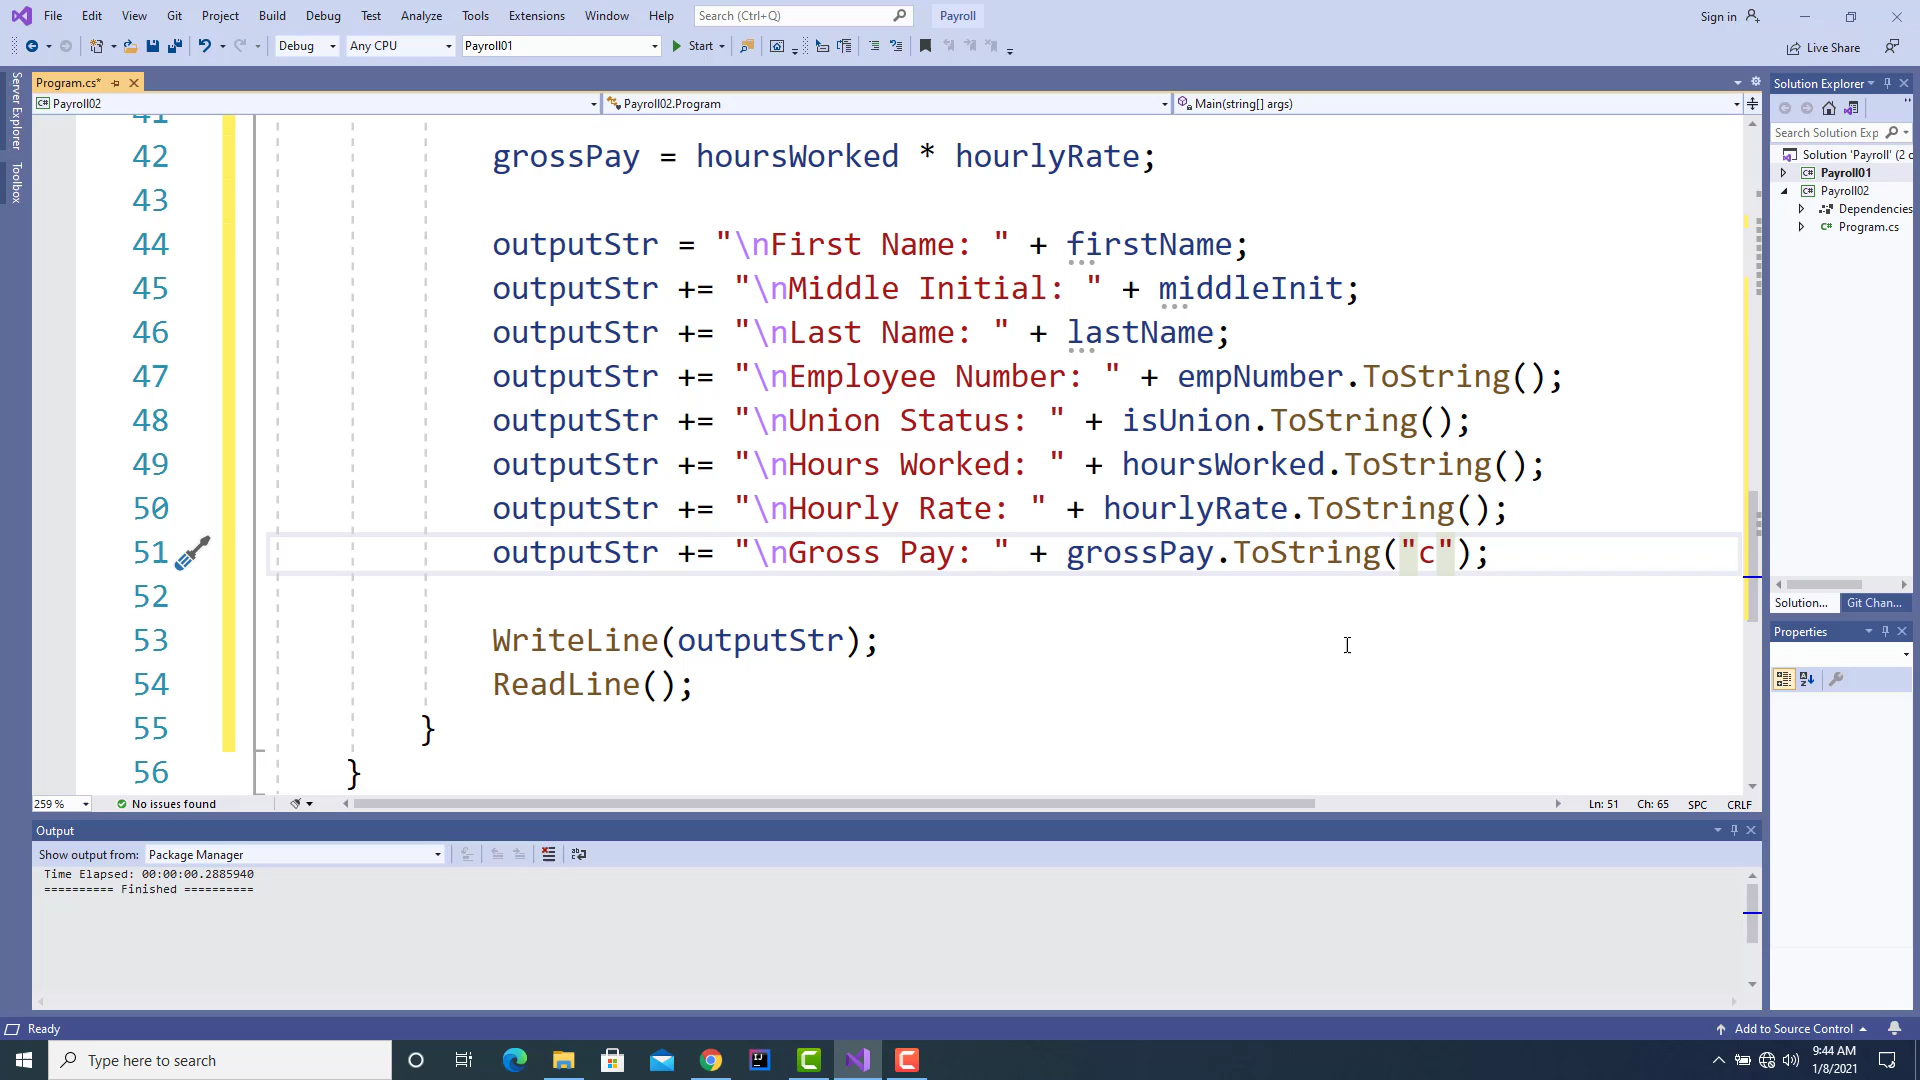 File Edit View Git Project Build Debug Test Analyze Tools Extensions Window Help Search (Ctrl+Q) Payroll Sign in
Debug Any CPU Payroll01 Start Live Share
Server Explorer
Toolbox
Program.cs*
Payroll02 Payroll02.Program Main(string[] args)
41
42 grossPay = hoursWorked * hourlyRate;
43
44 outputStr = "\nFirst Name: " + firstName;
45 outputStr += "\nMiddle Initial: " + middleInit;
46 outputStr += "\nLast Name: " + lastName;
47 outputStr += "\nEmployee Number: " + empNumber.ToString();
48 outputStr += "\nUnion Status: " + isUnion.ToString();
49 outputStr += "\nHours Worked: " + hoursWorked.ToString();
50 outputStr += "\nHourly Rate: " + hourlyRate.ToString();
51 outputStr += "\nGross Pay: " + grossPay.ToString("c");
52
53 WriteLine(outputStr);
54 ReadLine();
55 }
56 }
259 % No issues found Ln: 51 Ch: 65 SPC CRLF
Output
Show output from: Package Manager
Time Elapsed: 00:00:00.2885940
========== Finished ==========
Solution Explorer
Search Solution Exp
Solution 'Payroll' (2 c
C# Payroll01
C# Payroll02
Dependencies
C# Program.cs
Solution... Git Chan...
Properties
Ready Add to Source Control
Type here to search 9:44 AM
1/8/2021